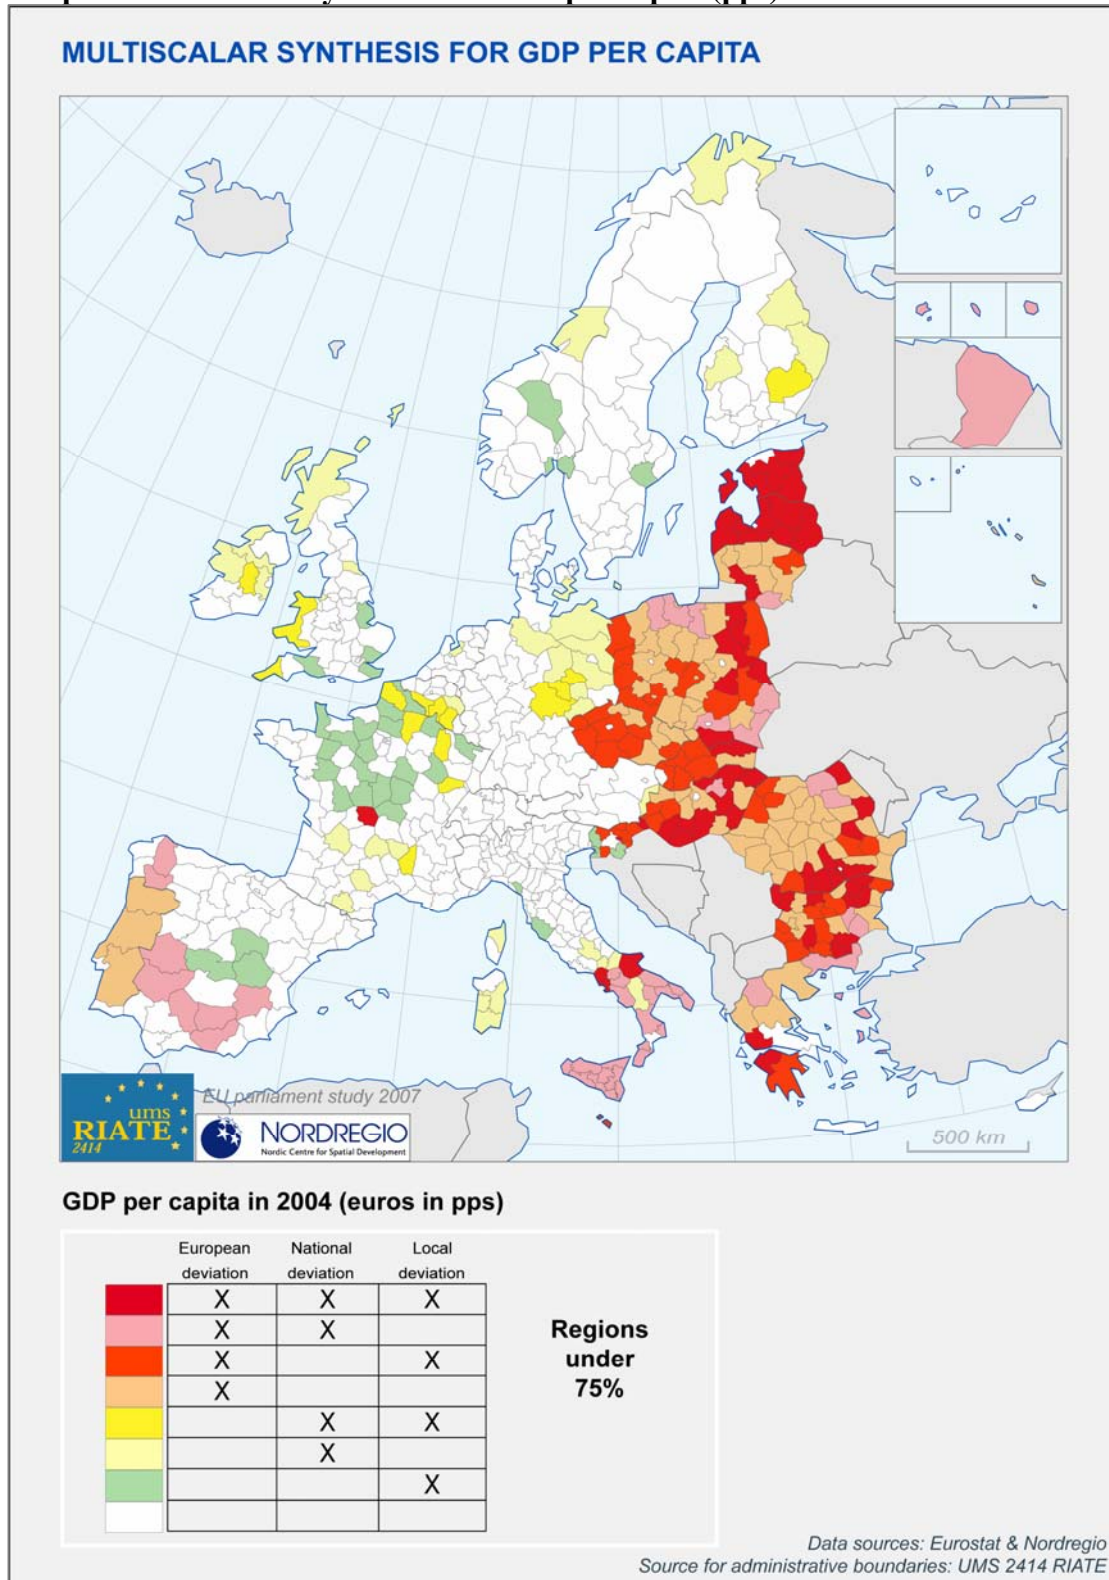 MULTISCALAR SYNTHESIS FOR GDP PER CAPITA
EU parliament study 2007
ums
RIATE
2414
NORDREGIO
Nordic Centre for Spatial Development
500 km
GDP per capita in 2004 (euros in pps)
European deviation National deviation Local deviation
X X X
X X
X X
X
X X
X
X
Regions
under
75%
Data sources: Eurostat & Nordregio
Source for administrative boundaries: UMS 2414 RIATE